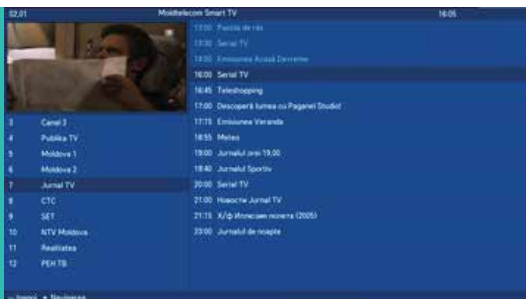 02.01 Moldtelecom Smart TV 16:05
13:00 Pastila de râs
13:30 Serial TV
14:00 Emisiunea Acasă Devreme
16:00 Serial TV
16:45 Teleshopping
17:00 Descoperă lumea cu Paganel Studio!
17:15 Emisiunea Veranda
18:55 Meteo
19:00 Jurnalul orei 19.00
19:40 Jurnalul Sportiv
20:00 Serial TV
21:00 Новости Jurnal TV
21:15 Х/ф Иллюзия полета (2005)
23:00 Jurnalul de noapte
3 Canal 3
4 Publika TV
5 Moldova 1
6 Moldova 2
7 Jurnal TV
8 CTC
9 SET
10 NTV Moldova
11 Realitatea
12 РЕН ТВ
Navigarea